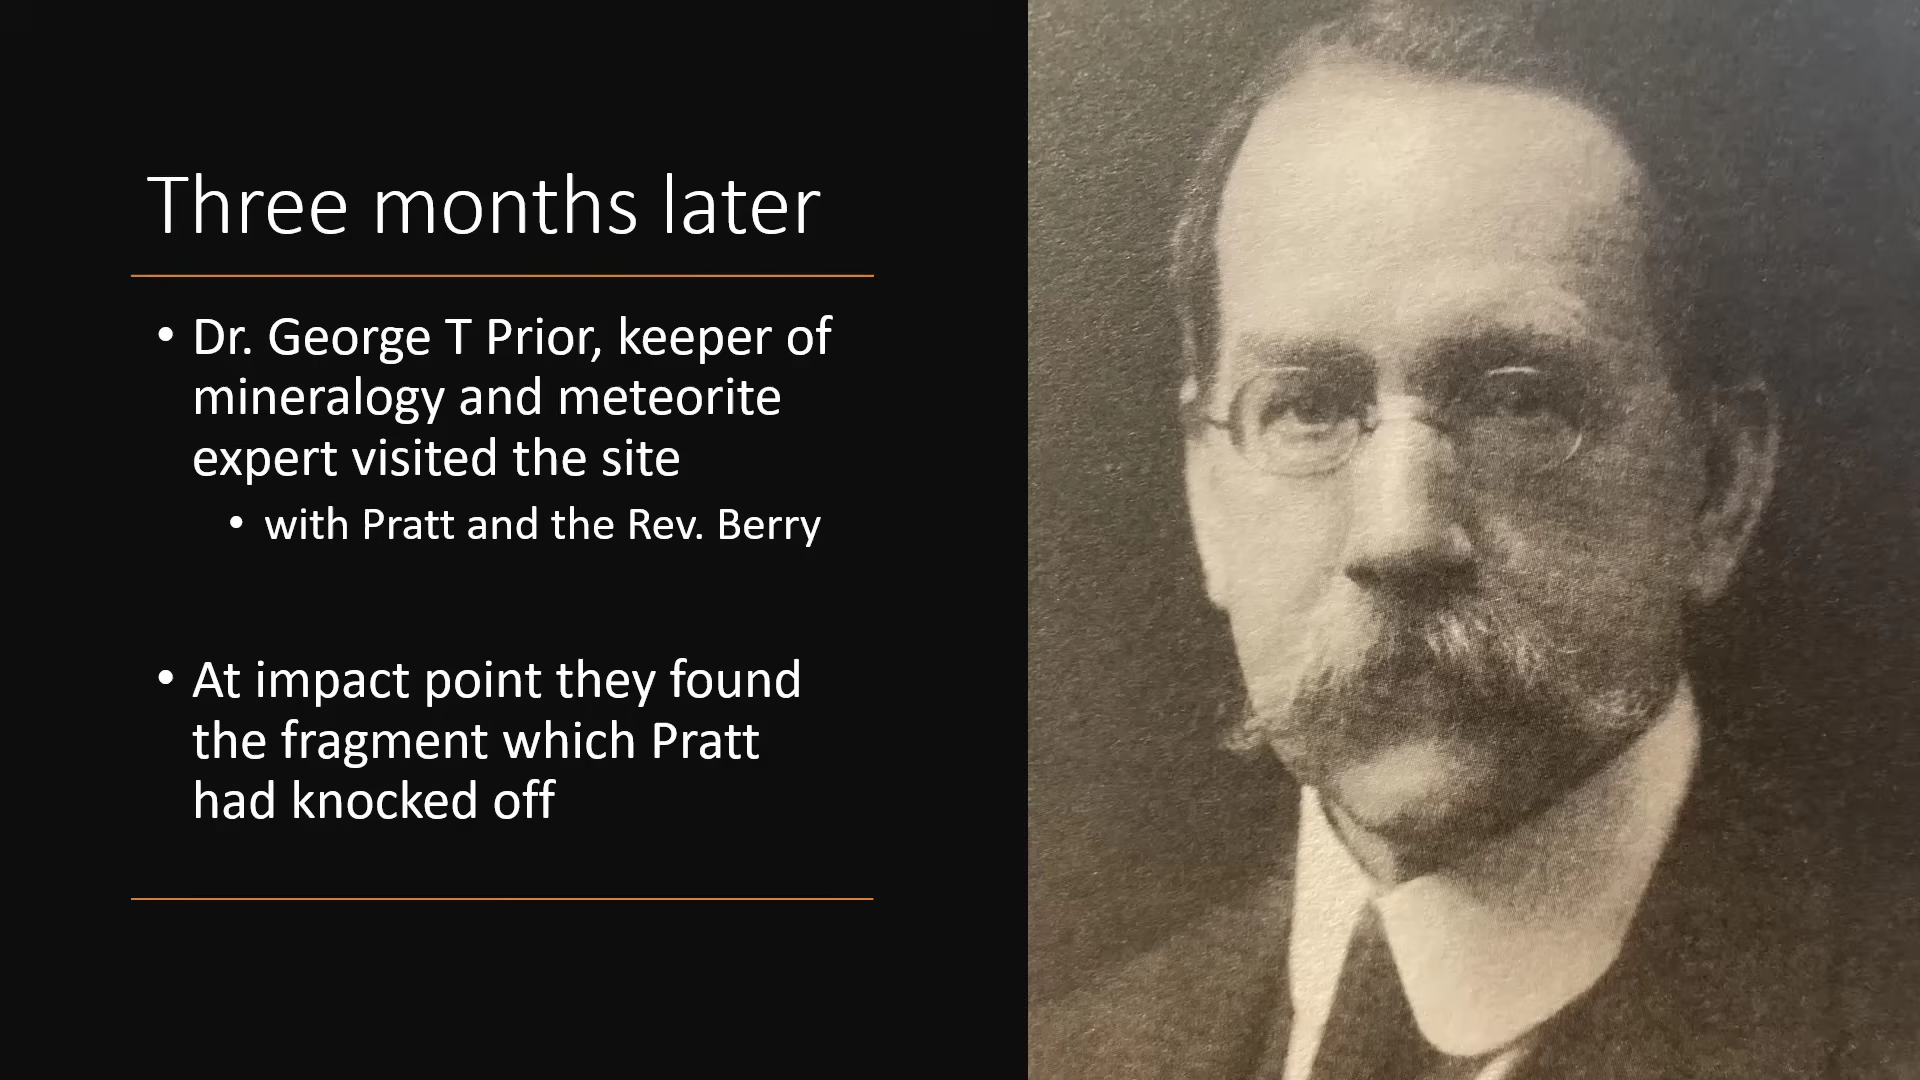 Three months later
• Dr. George T Prior, keeper of
mineralogy and meteorite
expert visited the site
• with Pratt and the Rev. Berry
• At impact point they found
the fragment which Pratt
had knocked off